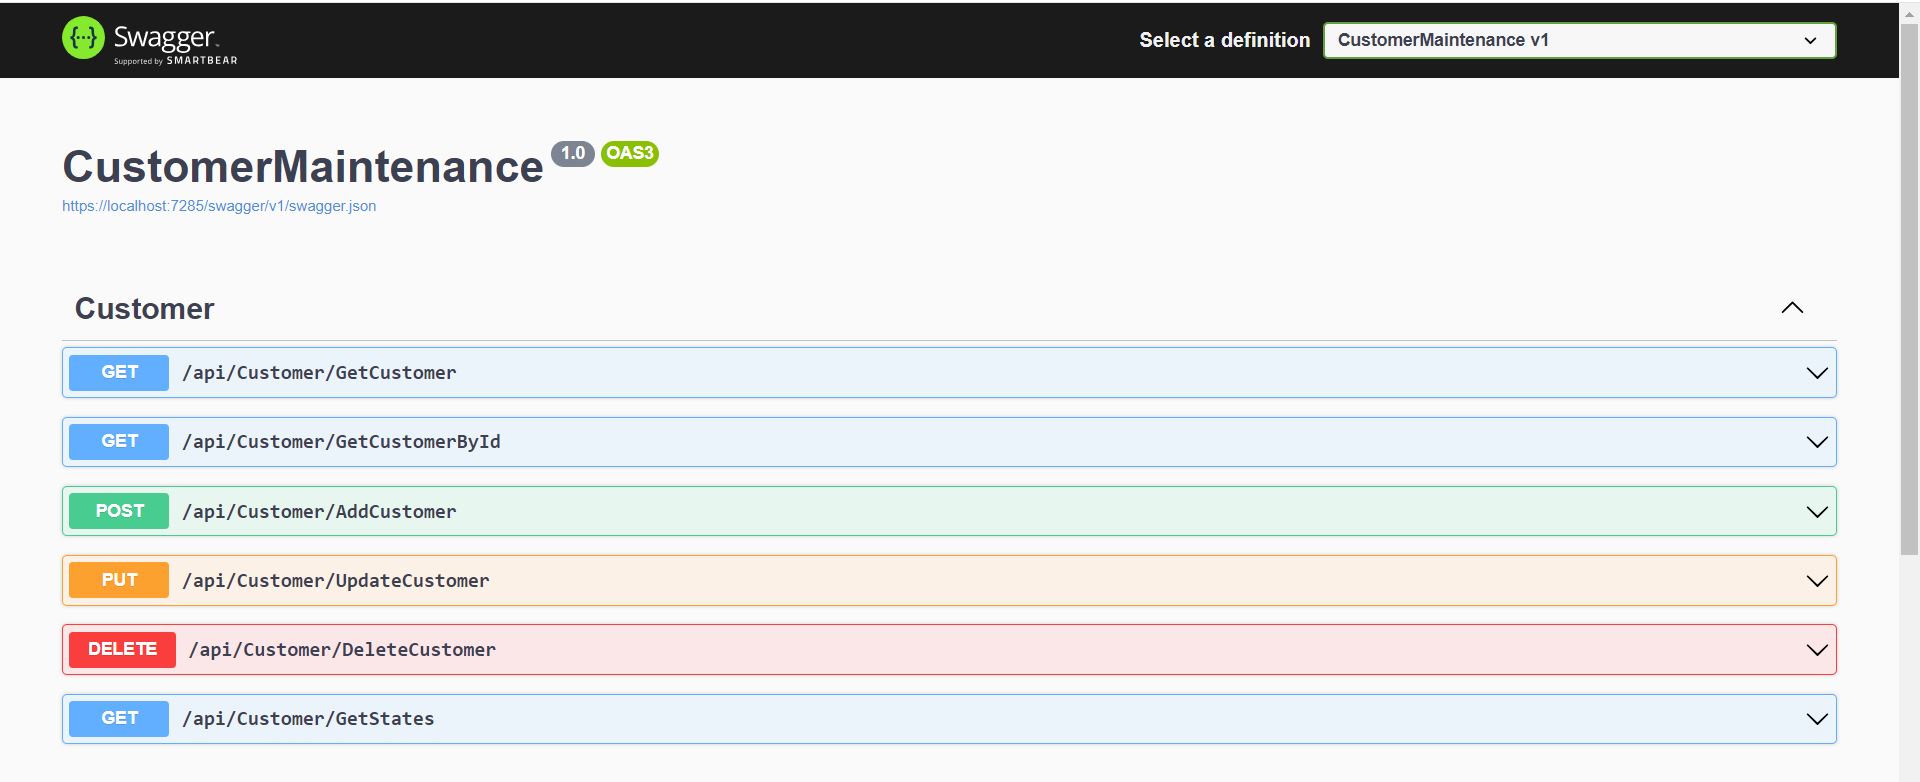 {···} Swagger
Supported by SMARTBEAR
Select a definition
CustomerMaintenance v1
CustomerMaintenance 1.0 OAS3
https://localhost:7285/swagger/v1/swagger.json
Customer
GET /api/Customer/GetCustomer
GET /api/Customer/GetCustomerById
POST /api/Customer/AddCustomer
PUT /api/Customer/UpdateCustomer
DELETE /api/Customer/DeleteCustomer
GET /api/Customer/GetStates